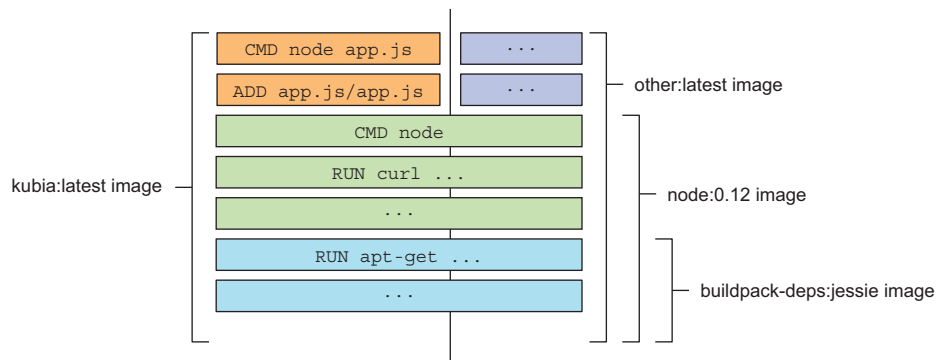 CMD node app.js
...
ADD app.js/app.js
...
other:latest image
CMD node
kubia:latest image
RUN curl ...
node:0.12 image
...
RUN apt-get ...
buildpack-deps:jessie image
...